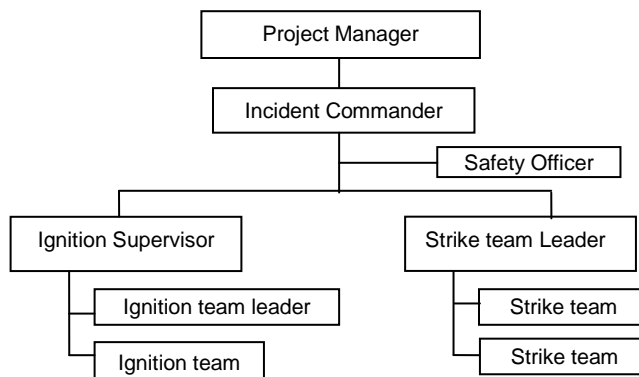 Project Manager
Incident Commander
Safety Officer
Ignition Supervisor
Strike team Leader
Ignition team leader
Strike team
Ignition team
Strike team